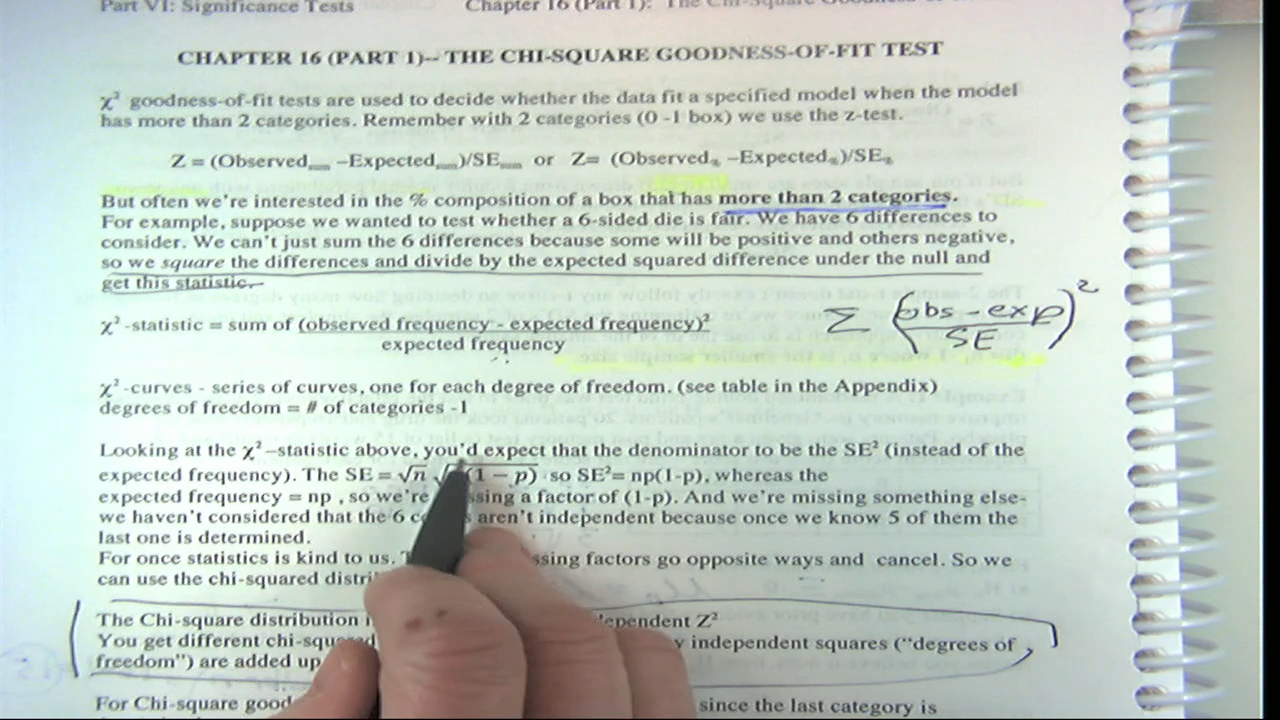 Part VI: Significance Tests Chapter 16 (Part 1): The Chi-Square Goodness-of-
CHAPTER 16 (PART 1)-- THE CHI-SQUARE GOODNESS-OF-FIT TEST
χ² goodness-of-fit tests are used to decide whether the data fit a specified model when the model
has more than 2 categories. Remember with 2 categories (0 -1 box) we use the z-test.
Z = (Observed –Expected)/SE or Z= (Observed% –Expected%)/SE%
But often we're interested in the % composition of a box that has more than 2 categories.
For example, suppose we wanted to test whether a 6-sided die is fair. We have 6 differences to
consider. We can't just sum the 6 differences because some will be positive and others negative,
so we square the differences and divide by the expected squared difference under the null and
get this statistic.
χ² -statistic = sum of (observed frequency - expected frequency)²
expected frequency
Σ (obs - exp / SE)²
χ² -curves - series of curves, one for each degree of freedom. (see table in the Appendix)
degrees of freedom = # of categories -1
Looking at the χ² –statistic above, you'd expect that the denominator to be the SE² (instead of the
expected frequency). The SE = √n √ (1 − p) so SE²= np(1-p), whereas the
expected frequency = np , so we're ssing a factor of (1-p). And we're missing something else-
we haven't considered that the 6 c s aren't independent because once we know 5 of them the
last one is determined.
For once statistics is kind to us. ssing factors go opposite ways and cancel. So we
can use the chi-squared distri
The Chi-square distribution ependent Z²
You get different chi-squared y independent squares ("degrees of
freedom") are added up
For Chi-square good since the last category is